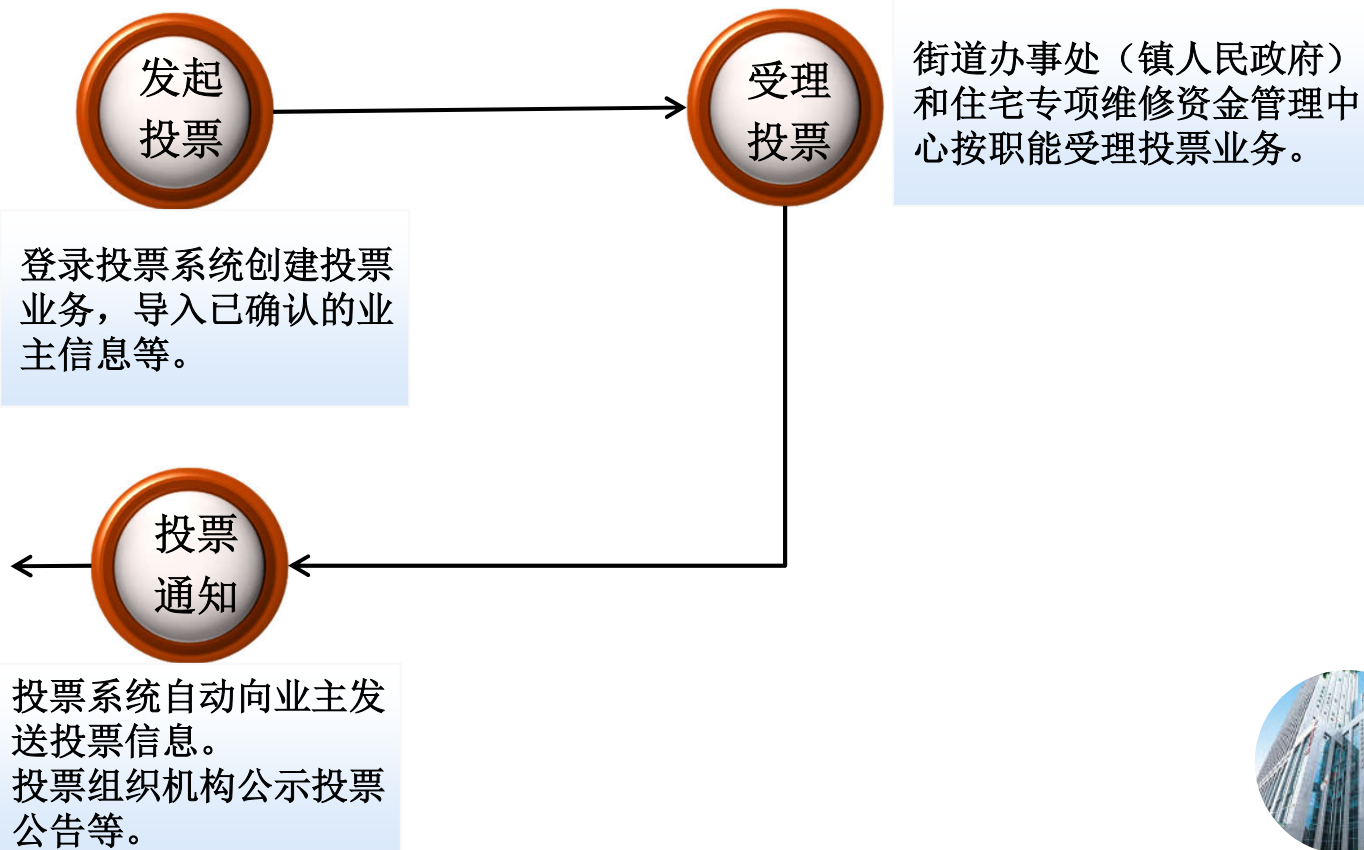 发起
投票
受理
投票
街道办事处（镇人民政府）
和住宅专项维修资金管理中
心按职能受理投票业务。
登录投票系统创建投票
业务，导入已确认的业
主信息等。
投票
通知
投票系统自动向业主发
送投票信息。
投票组织机构公示投票
公告等。